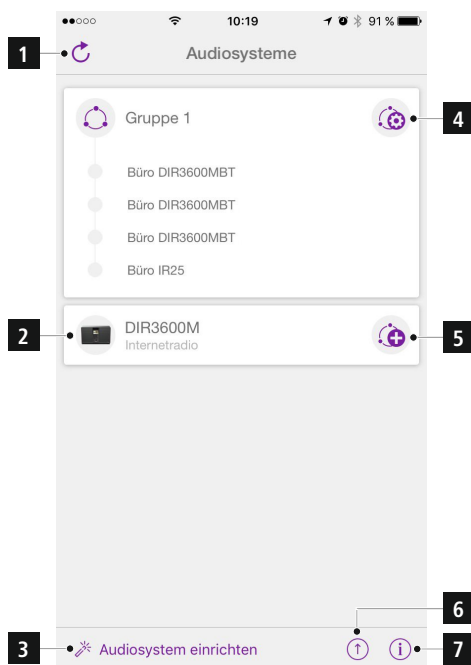 10:19
91 %
1
Audiosysteme
Gruppe 1
4
Büro DIR3600MBT
Büro DIR3600MBT
Büro DIR3600MBT
Büro IR25
2
DIR3600M
Internetradio
5
6
3
Audiosystem einrichten
7